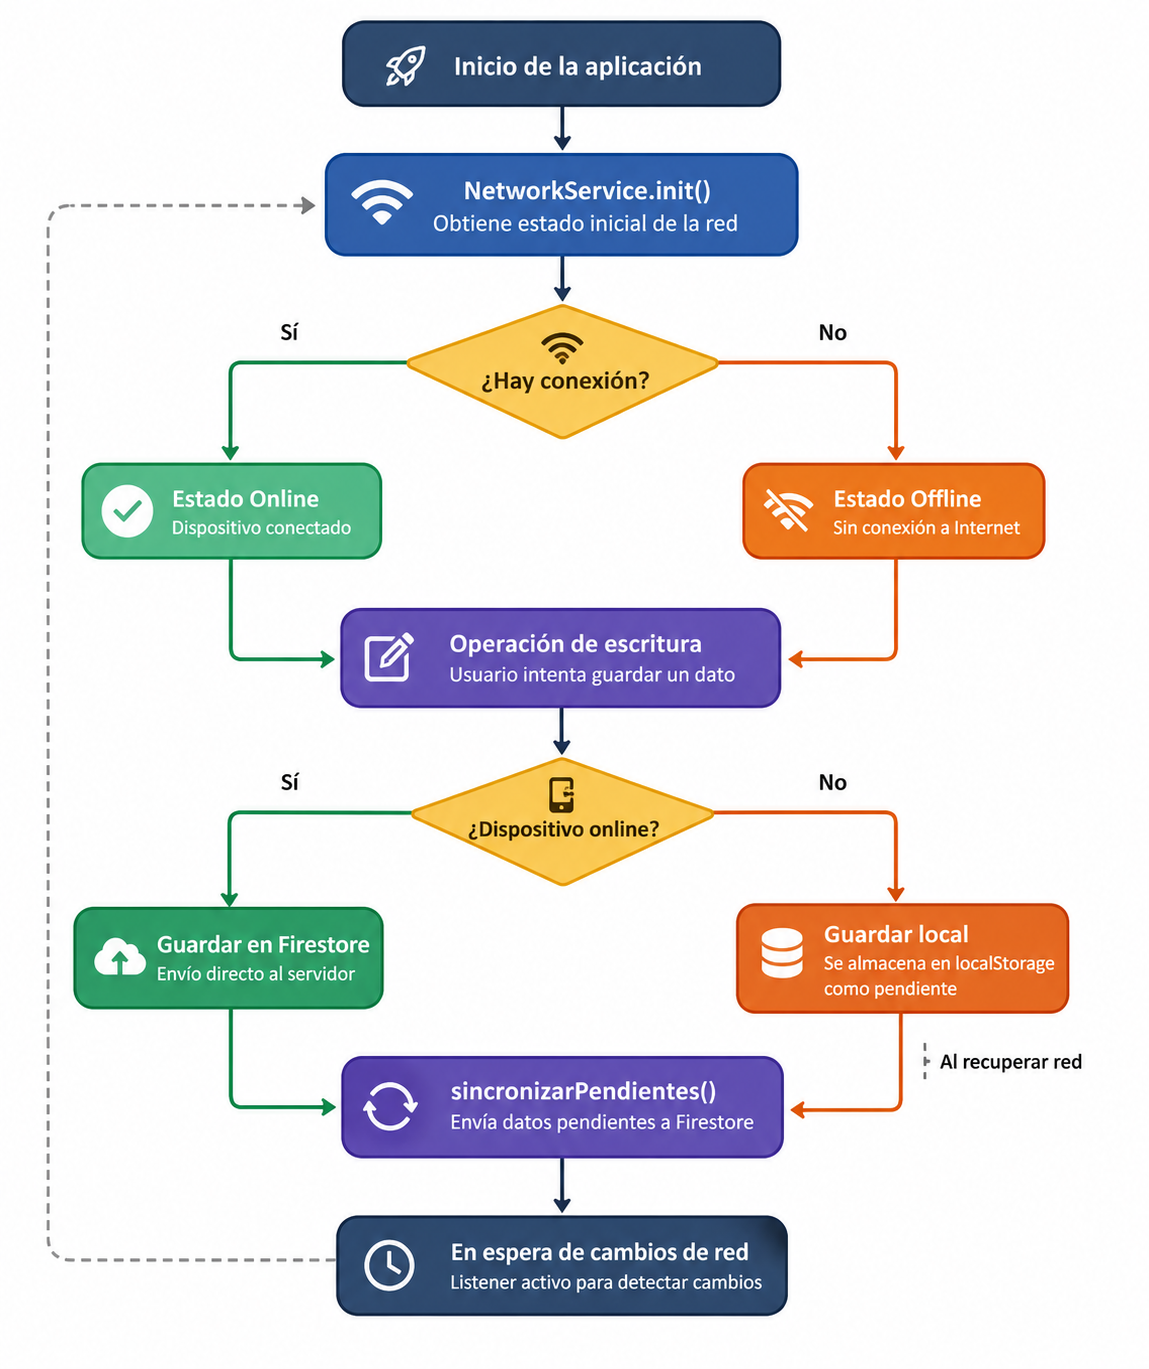 Inicio de la aplicación
NetworkService.init()
Obtiene estado inicial de la red
¿Hay conexión?
Sí
No
Estado Online
Dispositivo conectado
Estado Offline
Sin conexión a Internet
Operación de escritura
Usuario intenta guardar un dato
¿Dispositivo online?
Sí
No
Guardar en Firestore
Envío directo al servidor
Guardar local
Se almacena en localStorage
como pendiente
Al recuperar red
sincronizarPendientes()
Envía datos pendientes a Firestore
En espera de cambios de red
Listener activo para detectar cambios